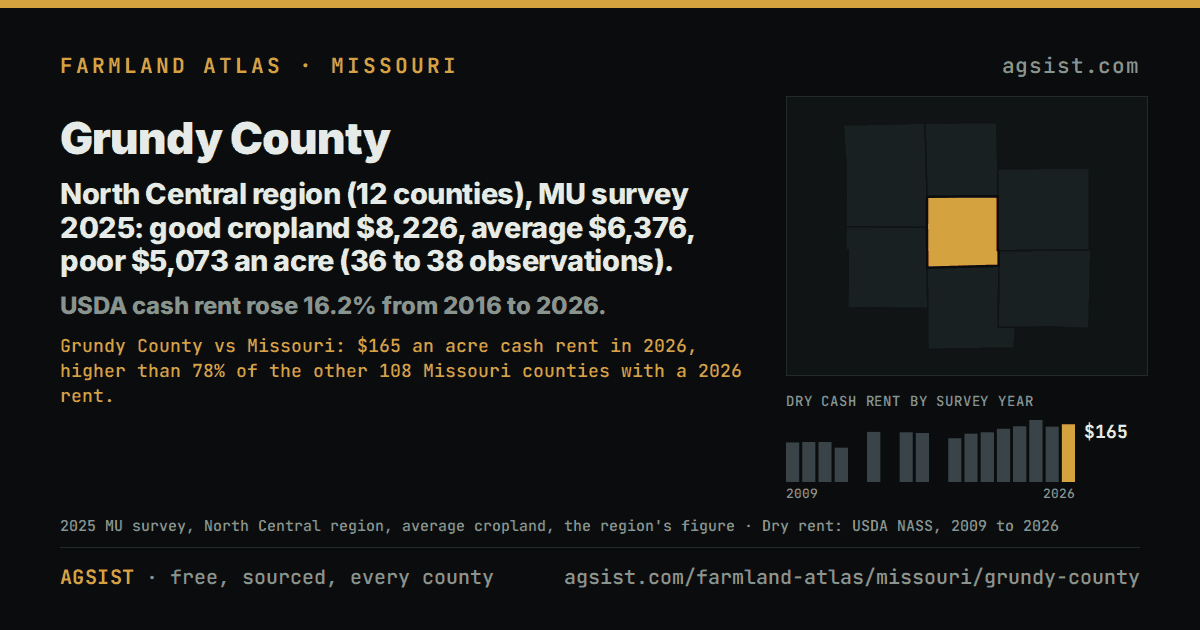 FARMLAND ATLAS · MISSOURI
agsist.com
Grundy County
North Central region (12 counties), MU survey
2025: good cropland $8,226, average $6,376,
poor $5,073 an acre (36 to 38 observations).
USDA cash rent rose 16.2% from 2016 to 2026.
Grundy County vs Missouri: $165 an acre cash rent in 2026,
higher than 78% of the other 108 Missouri counties with a 2026
rent.
DRY CASH RENT BY SURVEY YEAR
$165
2009
2026
2025 MU survey, North Central region, average cropland, the region's figure · Dry rent: USDA NASS, 2009 to 2026
AGSIST · free, sourced, every county
agsist.com/farmland-atlas/missouri/grundy-county